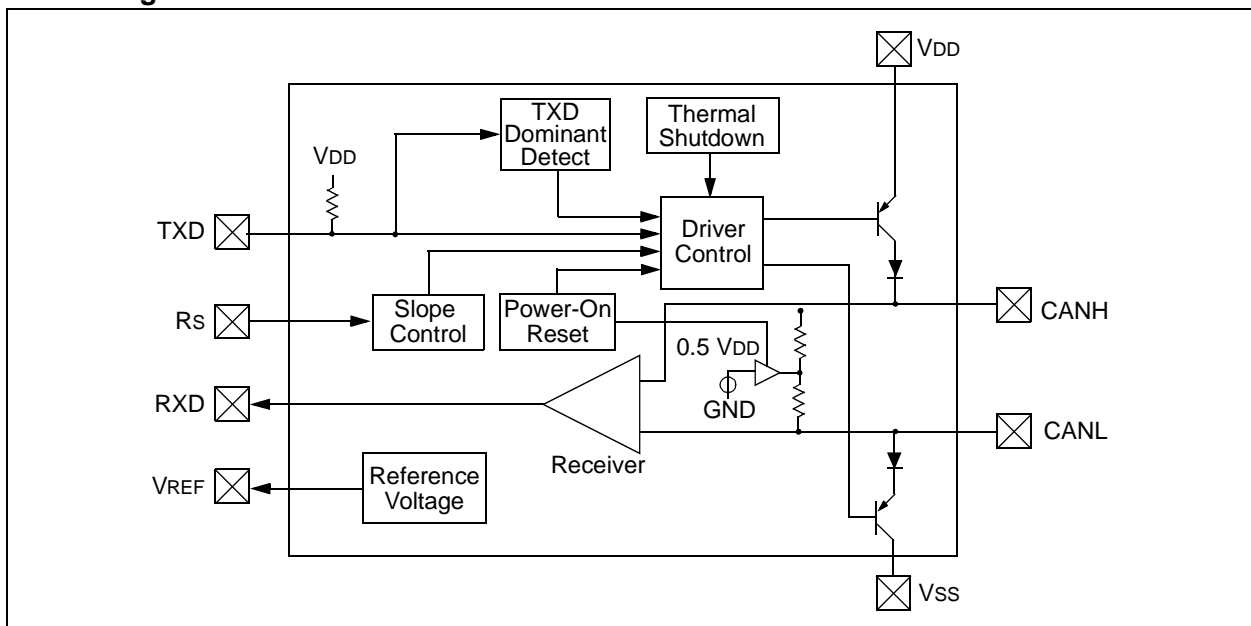 VDD
TXD
Dominant
Detect
Thermal
Shutdown
VDD
TXD
Driver
Control
RS
Slope
Control
Power-On
Reset
CANH
0.5 VDD
RXD
GND
CANL
Receiver
VREF
Reference
Voltage
VSS